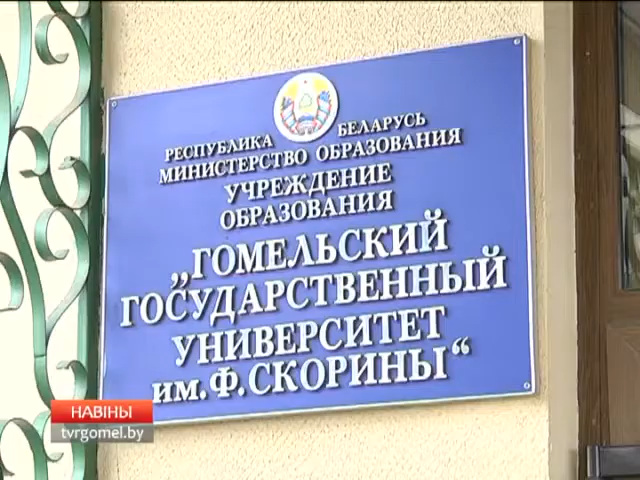 РЕСПУБЛИКА БЕЛАРУСЬ
МИНИСТЕРСТВО ОБРАЗОВАНИЯ
УЧРЕЖДЕНИЕ
ОБРАЗОВАНИЯ
„ГОМЕЛЬСКИЙ
ГОСУДАРСТВЕННЫЙ
УНИВЕРСИТЕТ
им. Ф. СКОРИНЫ“
НАВІНЫ
tvrgomel.by